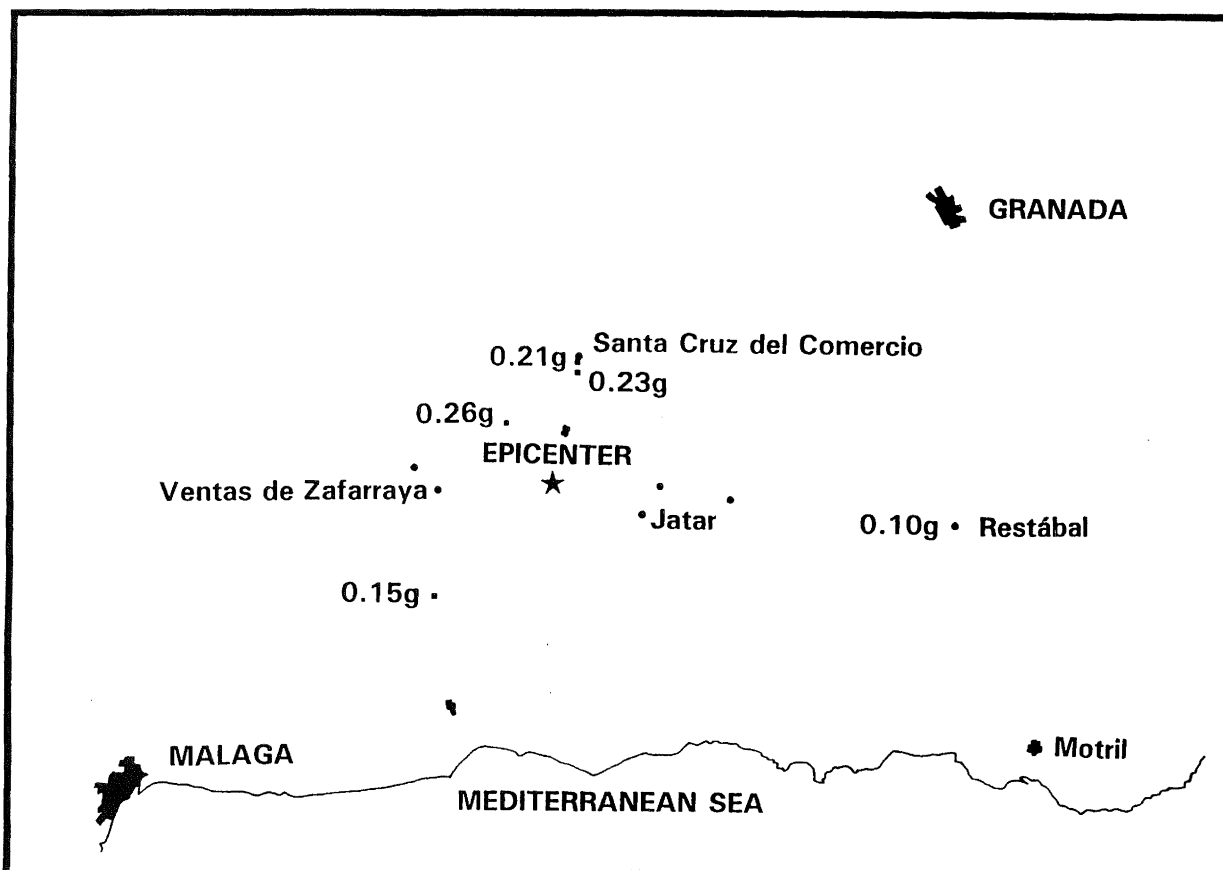 GRANADA
Santa Cruz del Comercio
0.21g
0.23g
0.26g
EPICENTER
Ventas de Zafarraya
Jatar
0.10g
Restábal
0.15g
Motril
MALAGA
MEDITERRANEAN SEA